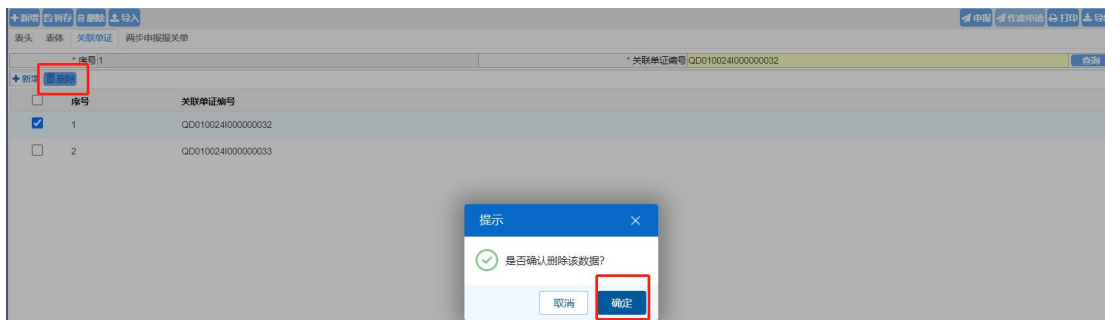 新增 暂存 删除 导入 申报 作废申请 打印 导
表头 表体 关联单证 两步申报报关单
* 序号 1 * 关联单证编号 QD010024I000000032 查询
新增 删除
序号 关联单证编号
1 QD010024I000000032
2 QD010024I000000033
提示
是否确认删除该数据?
取消 确定